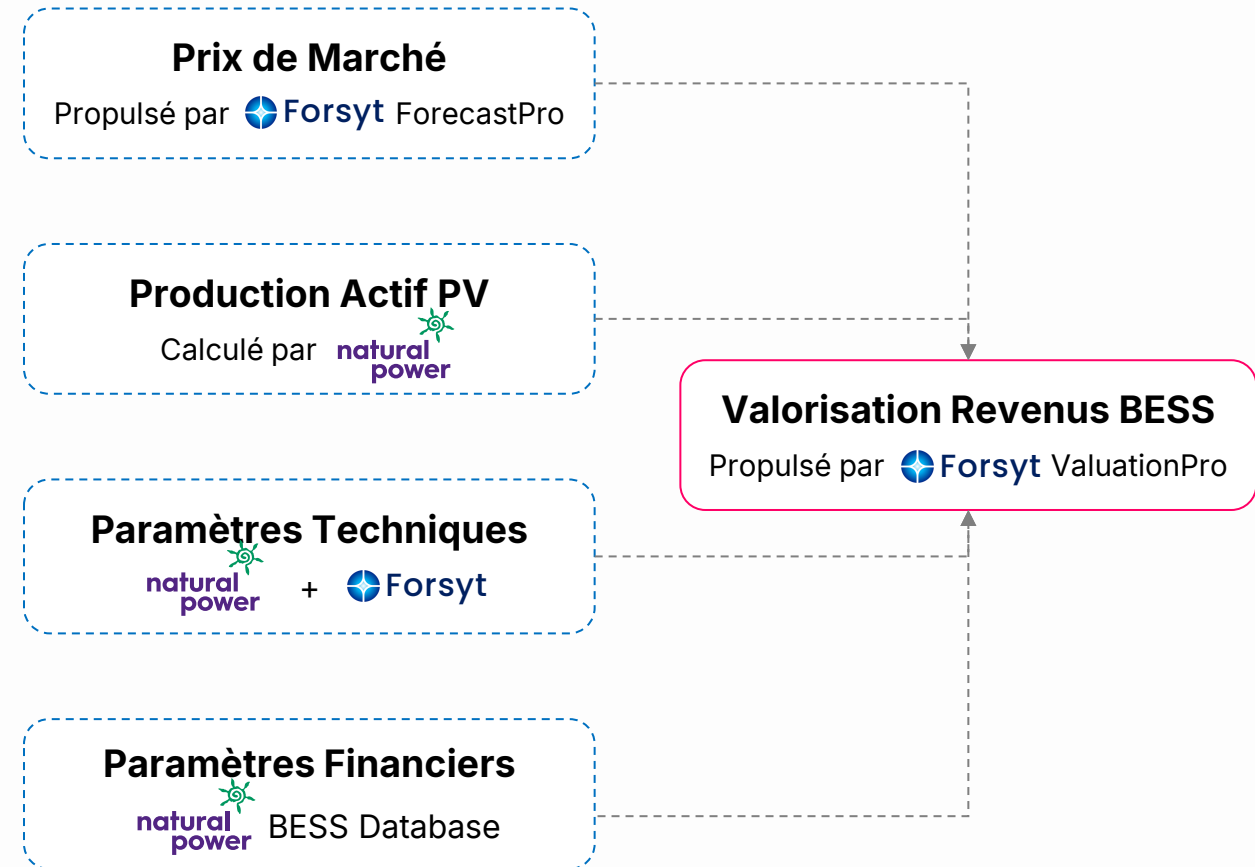 Prix de Marché
Propulsé par Forsyt ForecastPro
Production Actif PV
Calculé par natural power
Paramètres Techniques
natural power + Forsyt
Paramètres Financiers
natural power BESS Database
Valorisation Revenus BESS
Propulsé par Forsyt ValuationPro